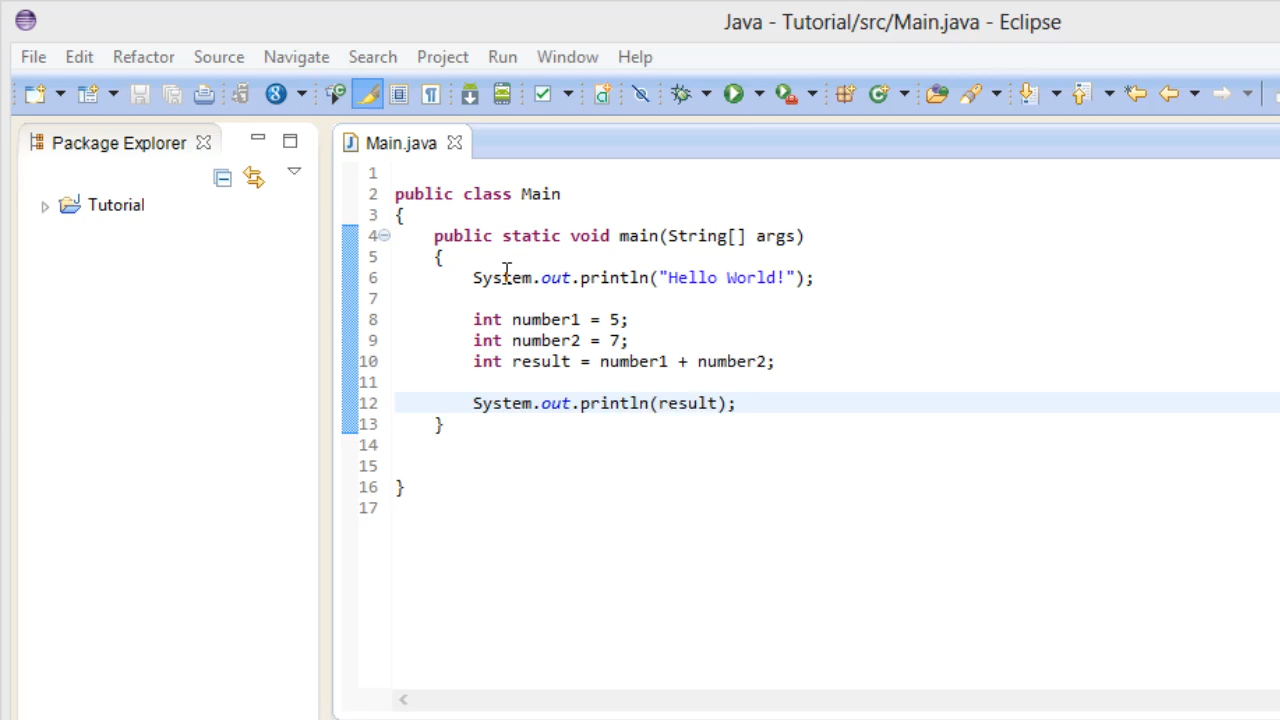 Java - Tutorial/src/Main.java - Eclipse
File Edit Refactor Source Navigate Search Project Run Window Help
8
Package Explorer
Tutorial
Main.java
1
2 public class Main
3 {
4 public static void main(String[] args)
5 {
6 System.out.println("Hello World!");
7
8 int number1 = 5;
9 int number2 = 7;
10 int result = number1 + number2;
11
12 System.out.println(result);
13 }
14
15
16 }
17